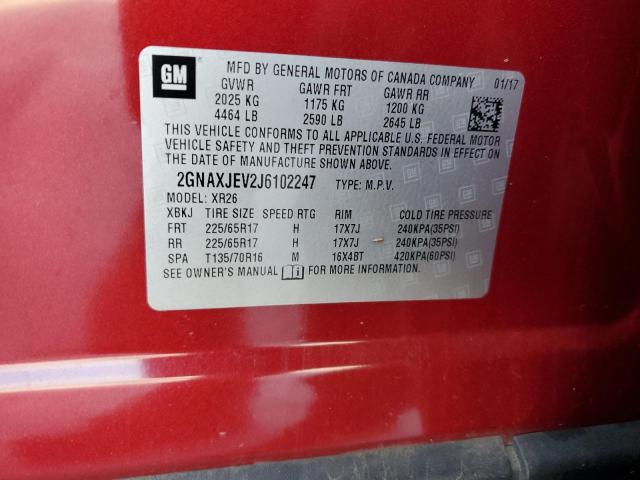 GM
MFD BY GENERAL MOTORS OF CANADA COMPANY 01/17
GVWR GAWR FRT GAWR RR
2025 KG 1175 KG 1200 KG
4464 LB 2590 LB 2645 LB
THIS VEHICLE CONFORMS TO ALL APPLICABLE U.S. FEDERAL MOTOR
VEHICLE SAFETY AND THEFT PREVENTION STANDARDS IN EFFECT ON
THE DATE OF MANUFACTURE SHOWN ABOVE.
2GNAXJEV2J6102247 TYPE: M.P.V.
MODEL: XR26
XBKJ TIRE SIZE SPEED RTG RIM COLD TIRE PRESSURE
FRT 225/65R17 H 17X7J 240KPA(35PSI)
RR 225/65R17 H 17X7J 240KPA(35PSI)
SPA T135/70R16 M 16X4BT 420KPA(60PSI)
SEE OWNER'S MANUAL FOR MORE INFORMATION.